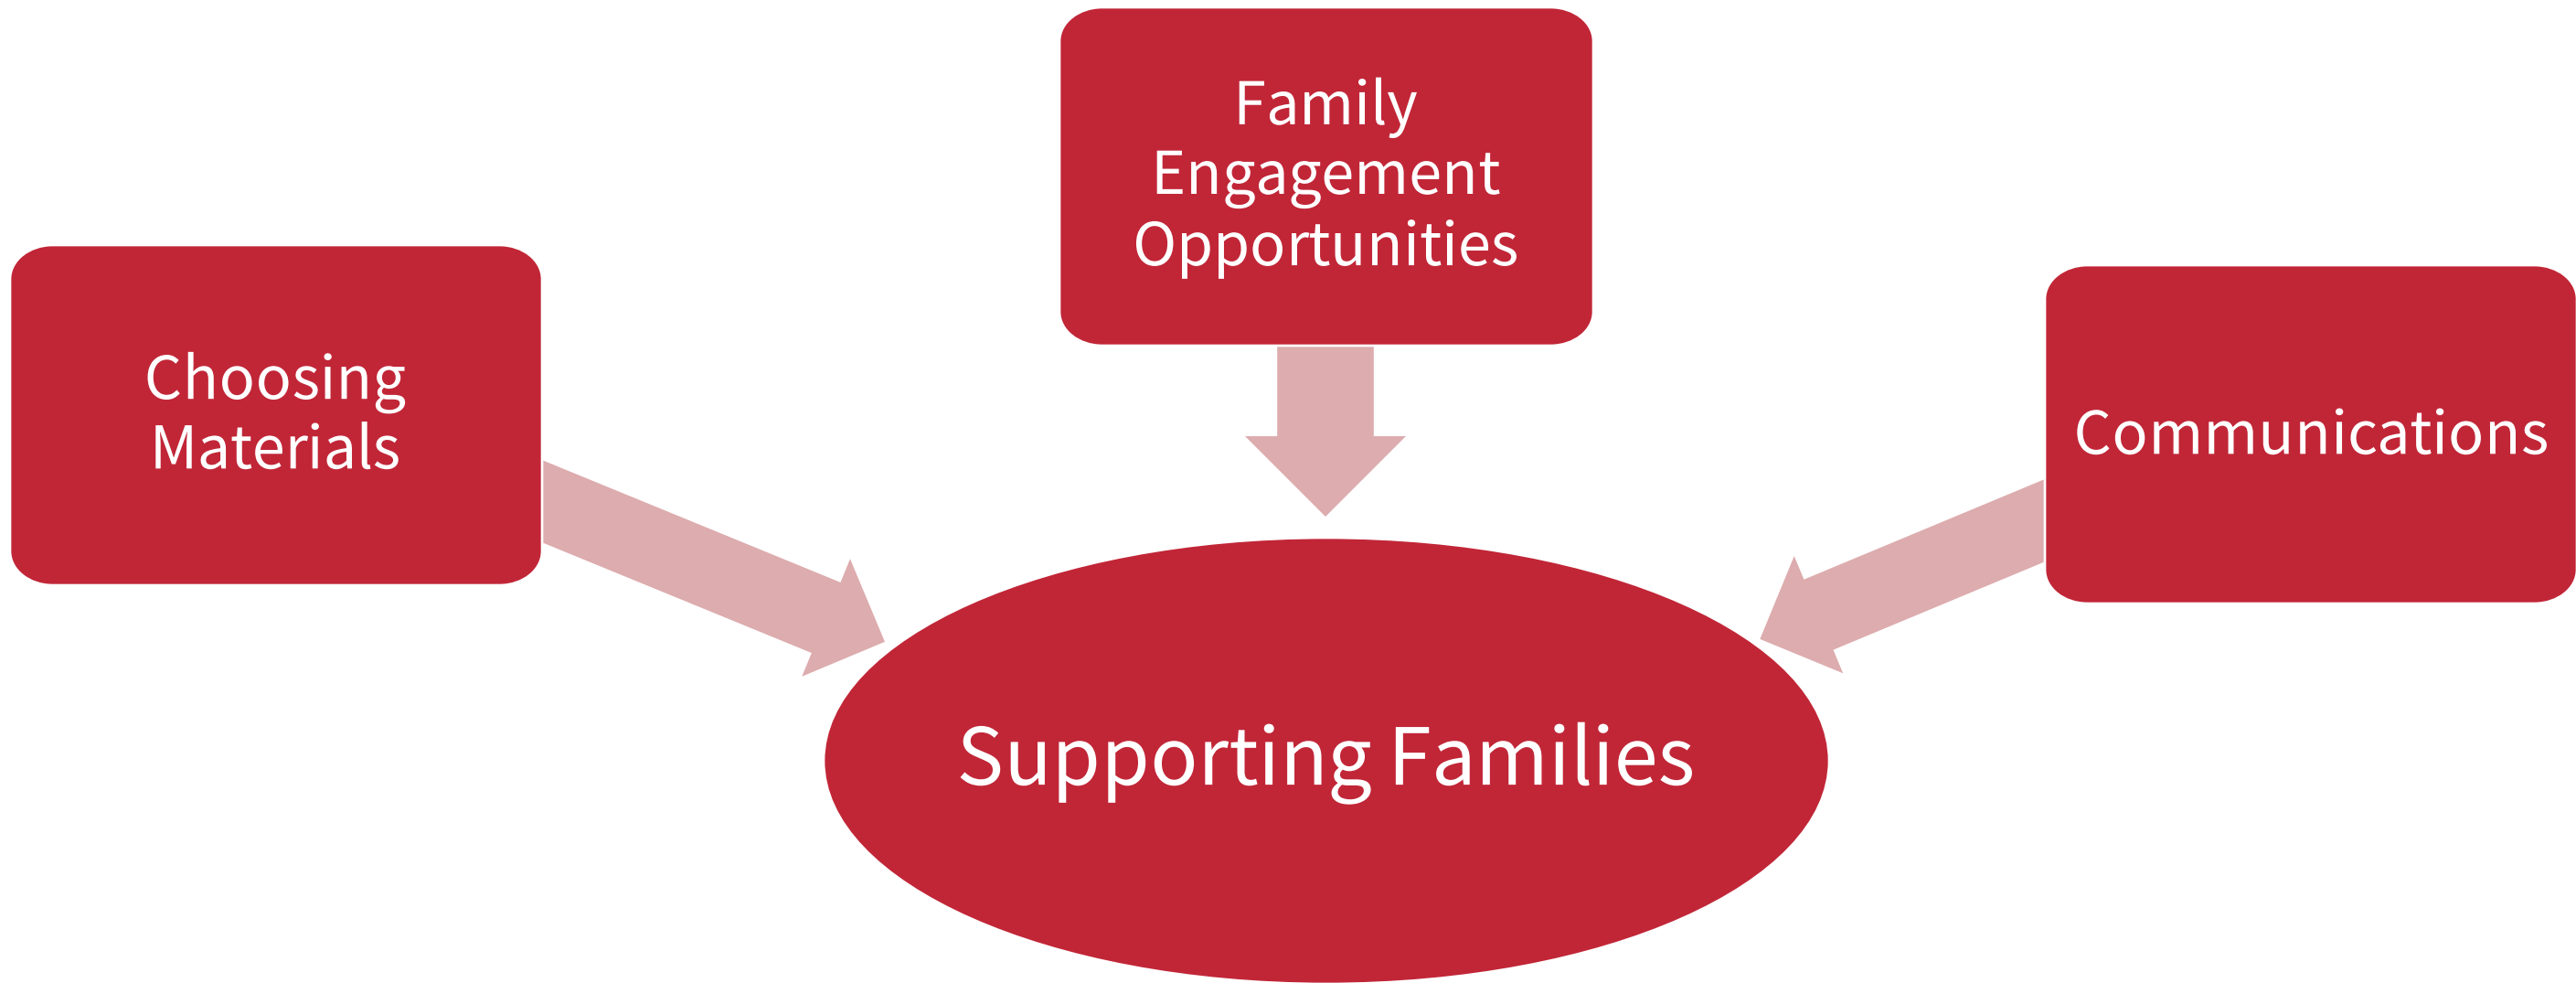 Family
Engagement
Opportunities
Choosing
Materials
Communications
Supporting Families